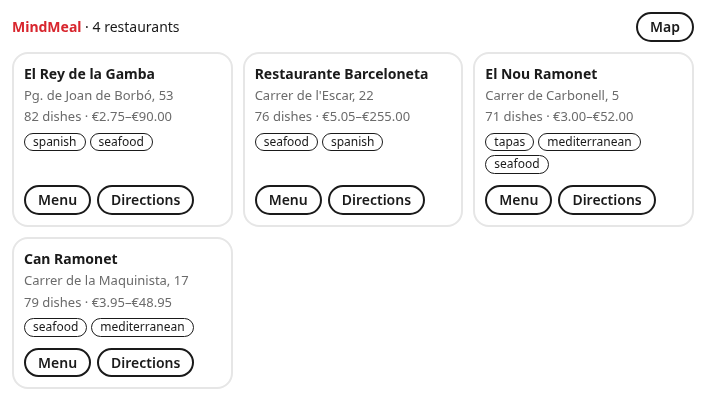 MindMeal · 4 restaurants
Map
El Rey de la Gamba
Pg. de Joan de Borbó, 53
82 dishes · €2.75–€90.00
spanish
seafood
Menu
Directions
Restaurante Barceloneta
Carrer de l'Escar, 22
76 dishes · €5.05–€255.00
seafood
spanish
Menu
Directions
El Nou Ramonet
Carrer de Carbonell, 5
71 dishes · €3.00–€52.00
tapas
mediterranean
seafood
Menu
Directions
Can Ramonet
Carrer de la Maquinista, 17
79 dishes · €3.95–€48.95
seafood
mediterranean
Menu
Directions